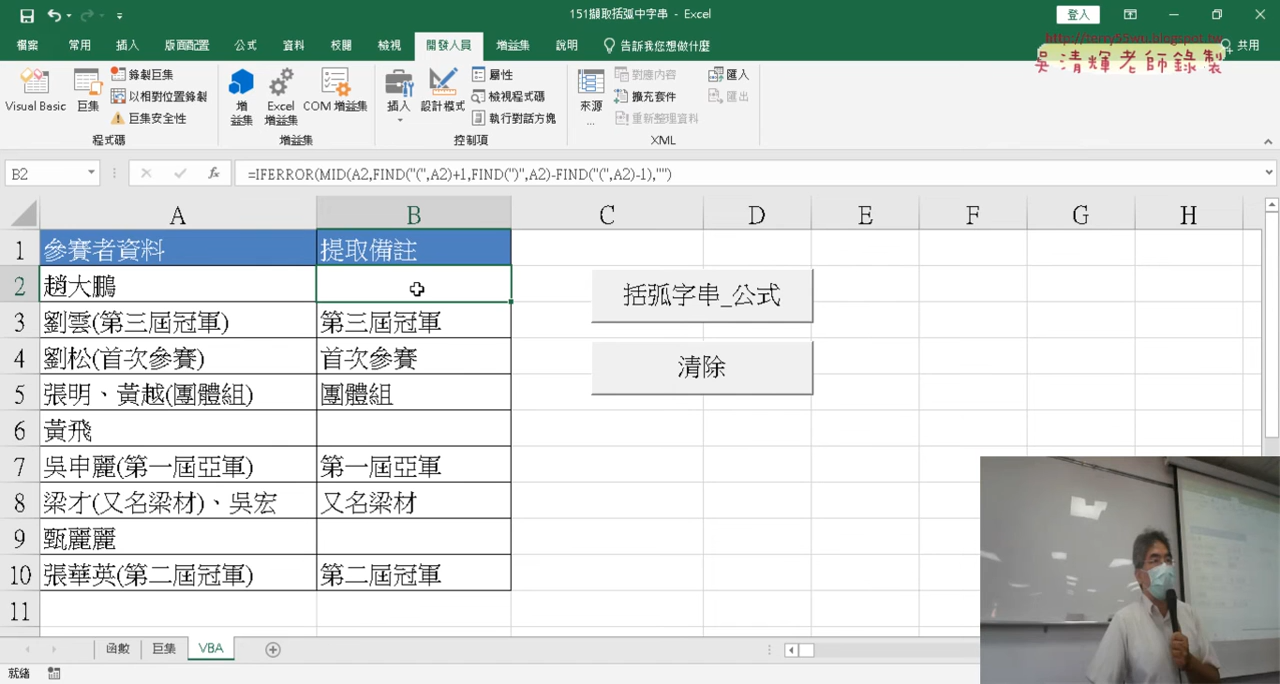 151擷取括弧中字串 - Excel
登入
檔案 常用 插入 版面配置 公式 資料 校閱 檢視 開發人員 增益集 說明 告訴我您想做什麼 共用
http://terry55wu.blogspot.tw
吳清輝老師錄製
Visual Basic 巨集 錄製巨集 以相對位置錄製 巨集安全性 程式碼
增益集 Excel 增益集 COM 增益集 增益集
插入 設計模式 屬性 檢視程式碼 執行對話方塊 控制項
來源... 對應內容 擴充套件 重新整理資料 匯入 匯出 XML
B2 fx =IFERROR(MID(A2,FIND("(",A2)+1,FIND(")",A2)-FIND("(",A2)-1),"")
A B C D E F G H
1 參賽者資料 提取備註
2 趙大鵬
3 劉雲(第三屆冠軍) 第三屆冠軍
4 劉松(首次參賽) 首次參賽
5 張明、黃越(團體組) 團體組
6 黃飛
7 吳申麗(第一屆亞軍) 第一屆亞軍
8 梁才(又名梁材)、吳宏 又名梁材
9 甄麗麗
10 張華英(第二屆冠軍) 第二屆冠軍
11
括弧字串_公式
清除
函數 巨集 VBA
就緒